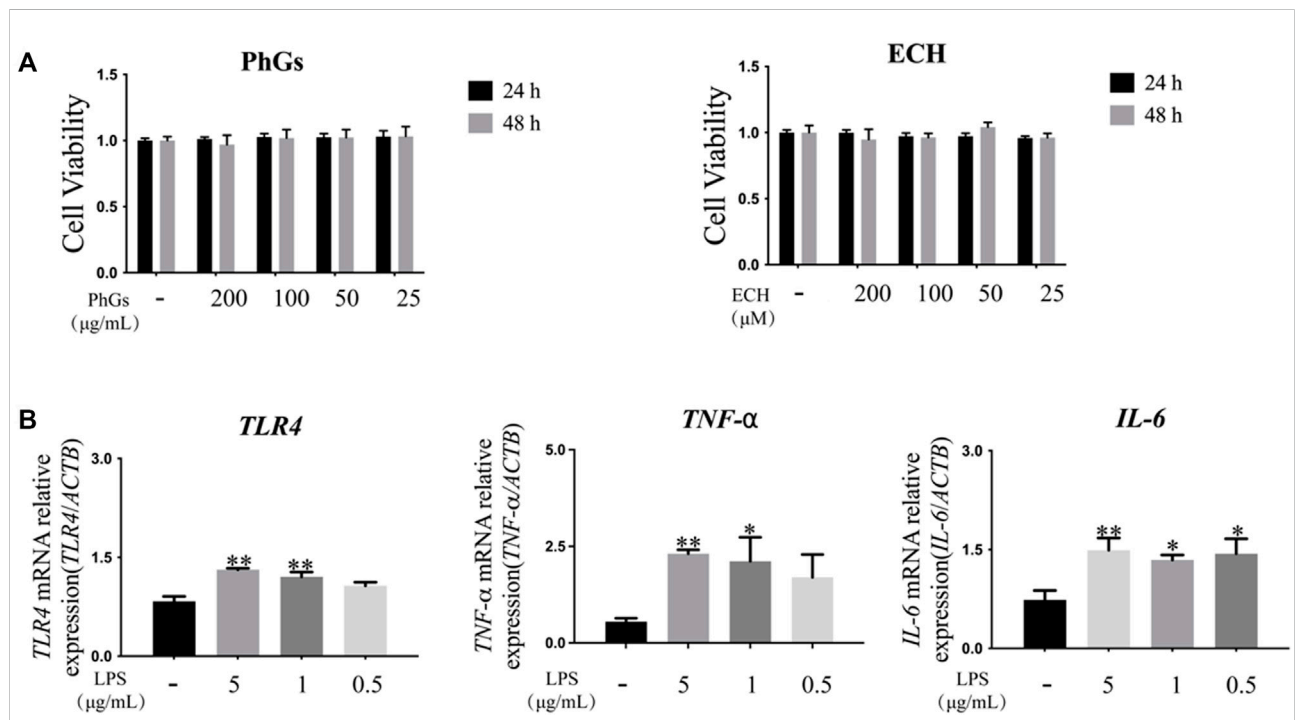 A
PhGs
24 h
48 h
Cell Viability
1.5
1.0
0.5
0.0
PhGs
(μg/mL)
- 200 100 50 25
ECH
24 h
48 h
Cell Viability
1.5
1.0
0.5
0.0
ECH
(μM)
- 200 100 50 25
B
TLR4
TLR4 mRNA relative
expression(TLR4/ACTB)
3.0
1.5
0.0
** **
LPS
(μg/mL)
- 5 1 0.5
TNF-α
TNF-α mRNA relative
expression(TNF-α/ACTB)
5.0
2.5
0.0
** *
LPS
(μg/mL)
- 5 1 0.5
IL-6
IL-6 mRNA relative
expression(IL-6/ACTB)
3.0
1.5
0.0
** * *
LPS
(μg/mL)
- 5 1 0.5